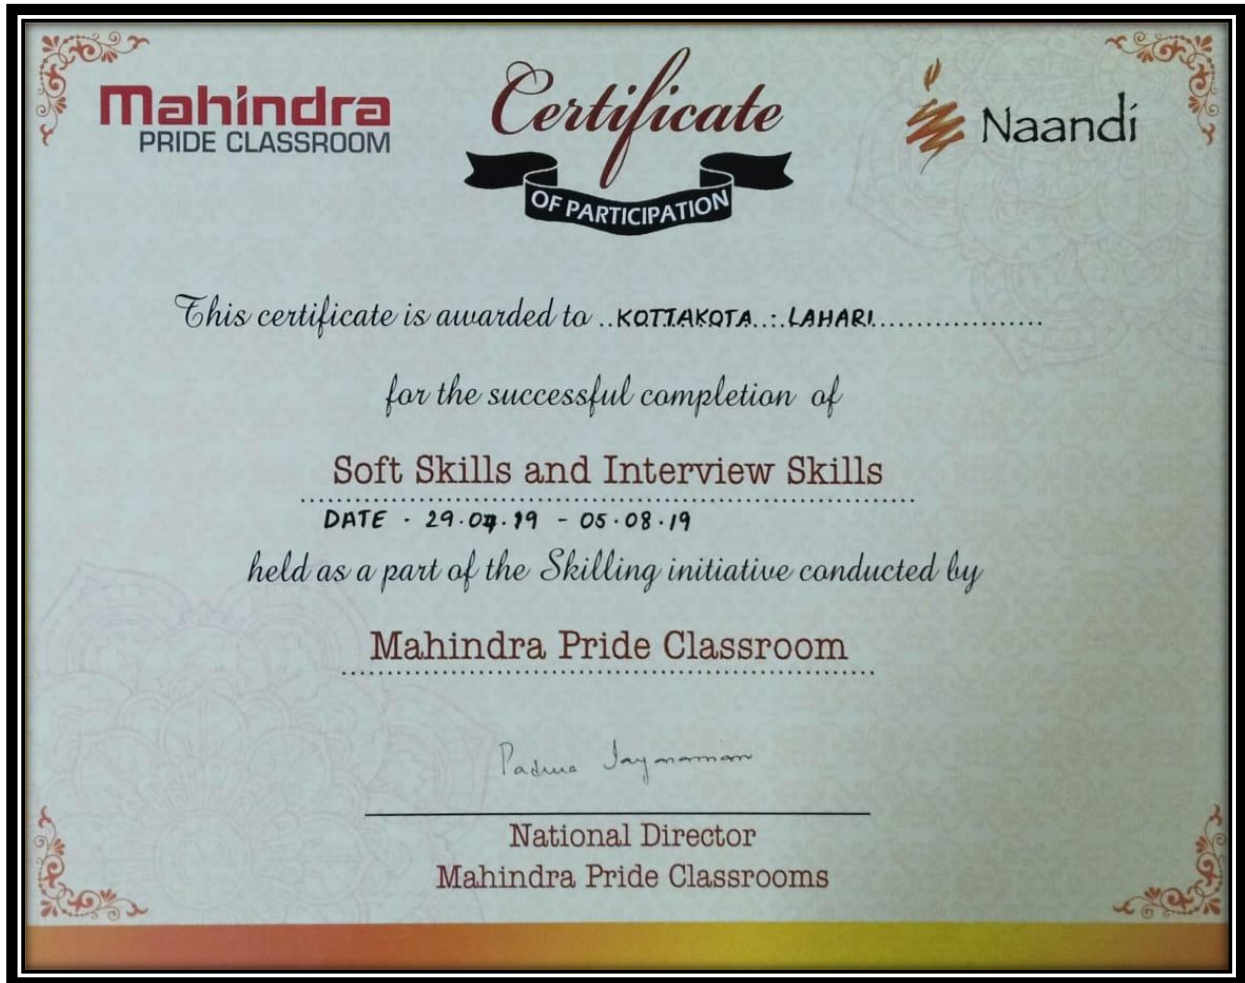 Mahindra
PRIDE CLASSROOM
Certificate
OF PARTICIPATION
Naandi
This certificate is awarded to ..KOTTAKOTA..:.LAHARI....................
for the successful completion of
Soft Skills and Interview Skills
DATE · 29.07.19 - 05.08.19
held as a part of the Skilling initiative conducted by
Mahindra Pride Classroom
Padma Jayaraman
National Director
Mahindra Pride Classrooms